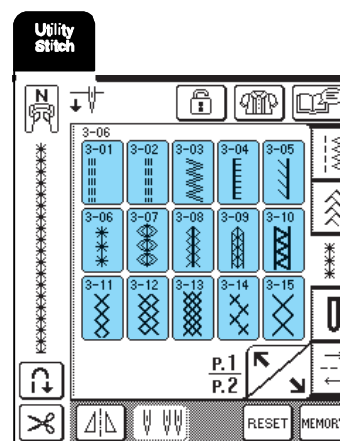 Utility
Stitch
N
3-06
3-01 3-02 3-03 3-04 3-05
3-06 3-07 3-08 3-09 3-10
3-11 3-12 3-13 3-14 3-15
P.1
P.2
RESET MEMORY